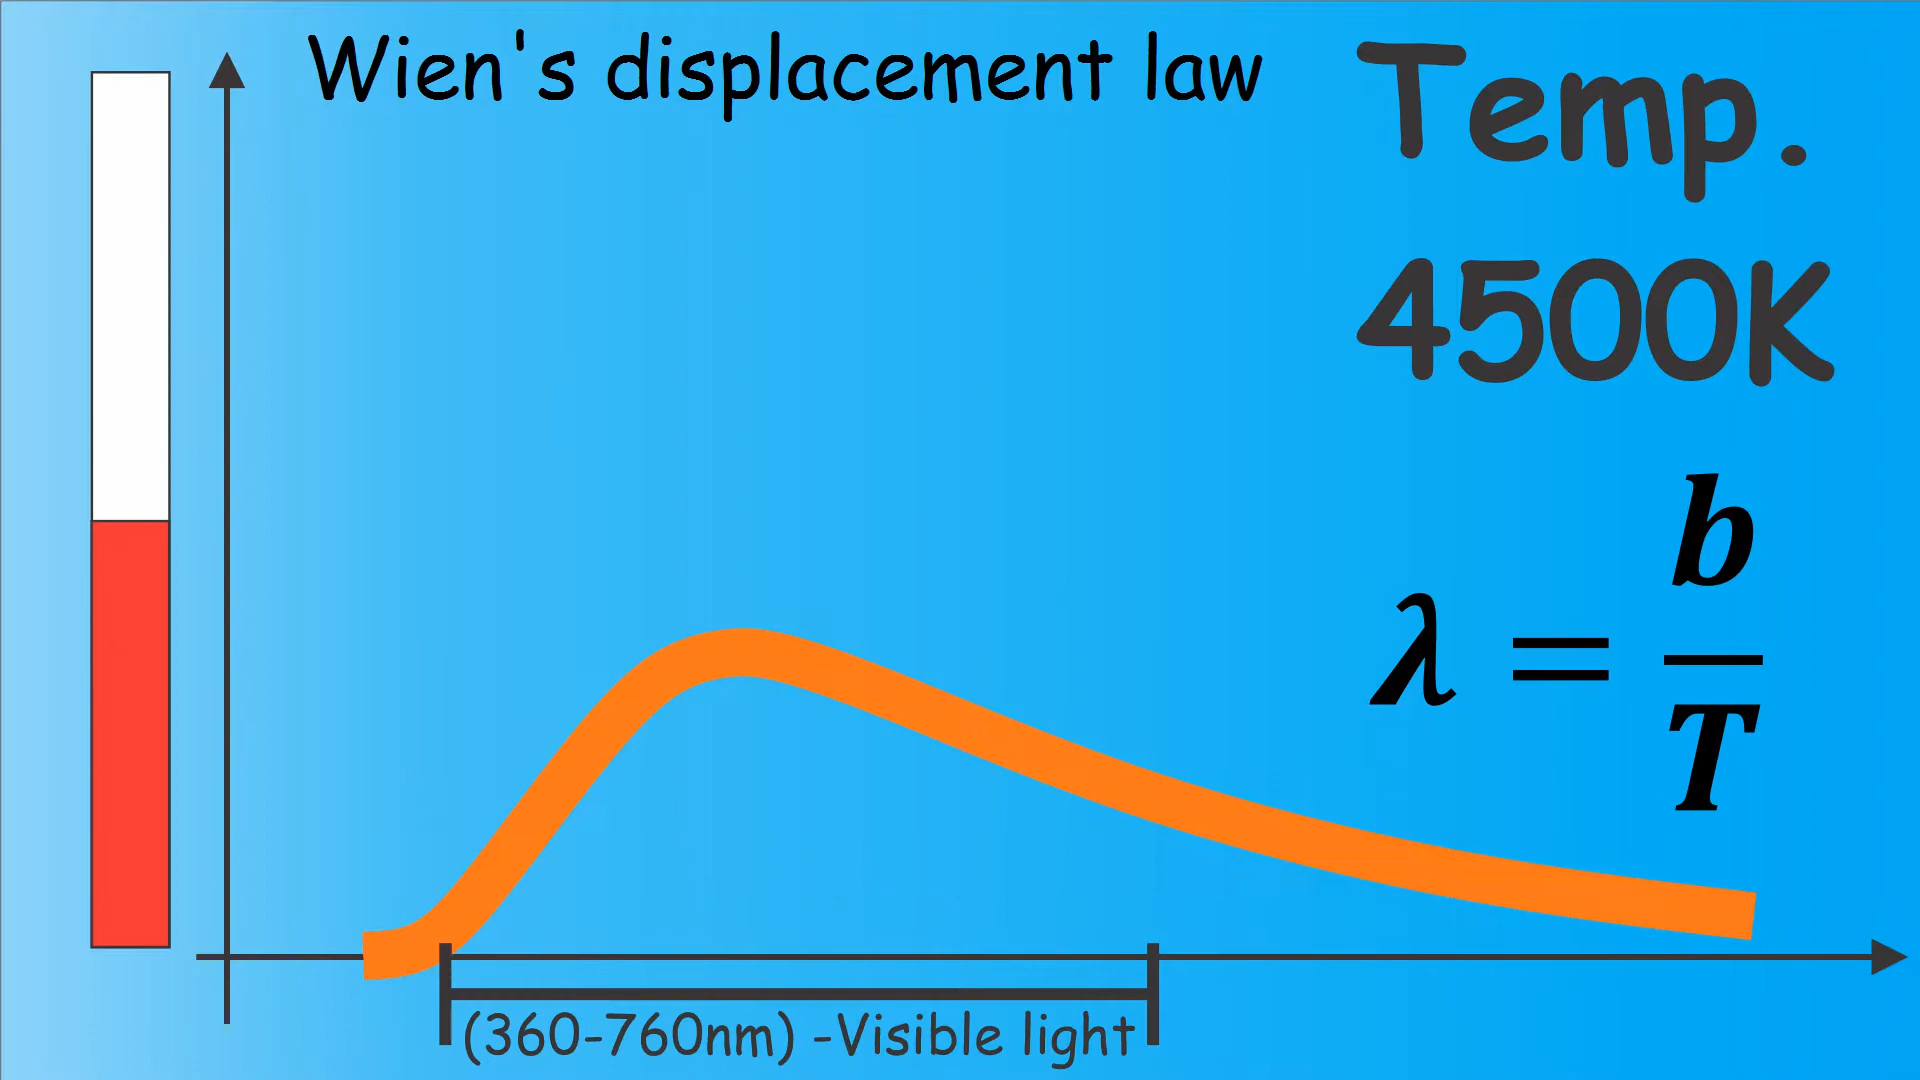 Wien's displacement law
Temp.
4500K
λ = b/T
(360-760nm) -Visible light